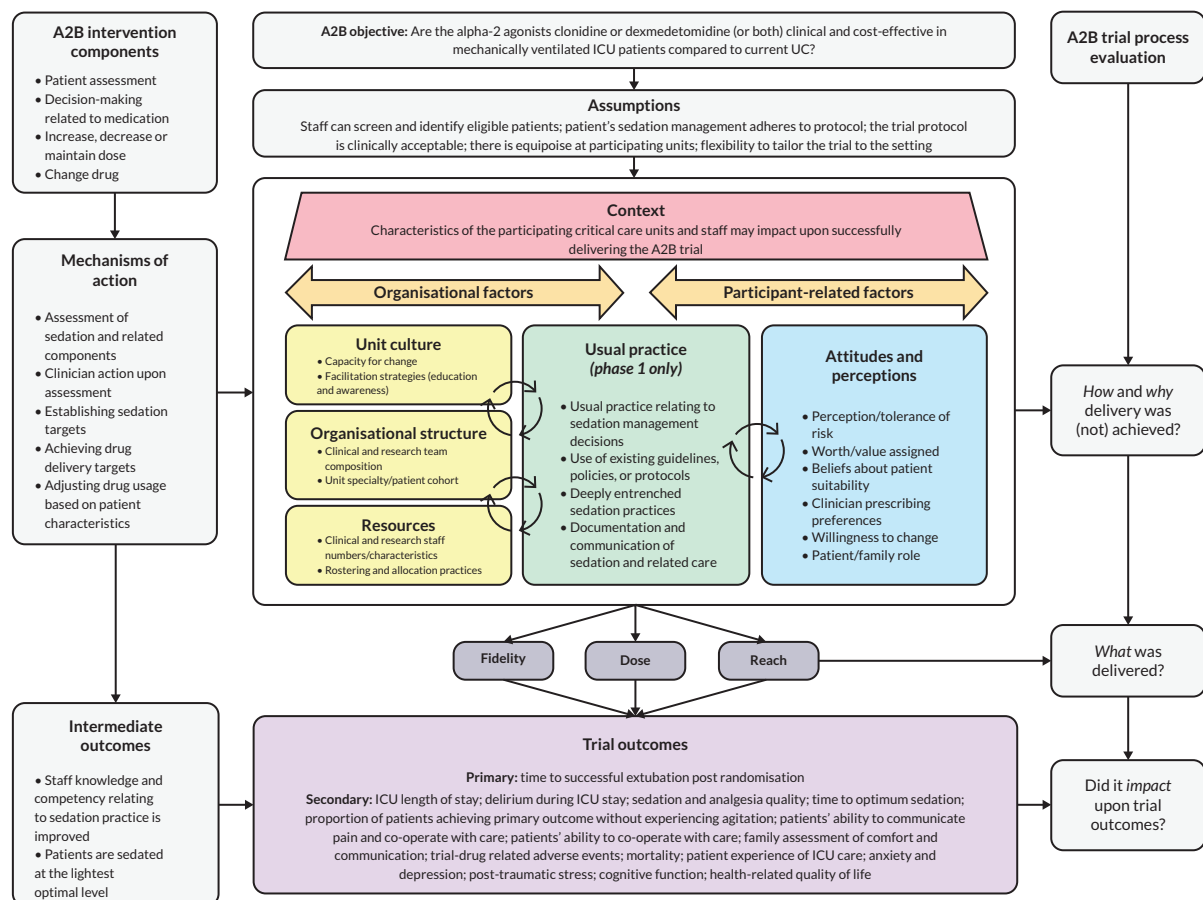 A2B intervention
components
• Patient assessment
• Decision-making
related to medication
• Increase, decrease or
maintain dose
• Change drug
Mechanisms of
action
• Assessment of
sedation and related
components
• Clinician action upon
assessment
• Establishing sedation
targets
• Achieving drug
delivery targets
• Adjusting drug usage
based on patient
characteristics
Intermediate
outcomes
• Staff knowledge and
competency relating
to sedation practice is
improved
• Patients are sedated
at the lightest
optimal level
A2B objective: Are the alpha-2 agonists clonidine or dexmedetomidine (or both) clinical and cost-effective in
mechanically ventilated ICU patients compared to current UC?
Assumptions
Staff can screen and identify eligible patients; patient's sedation management adheres to protocol; the trial protocol
is clinically acceptable; there is equipoise at participating units; flexibility to tailor the trial to the setting
Context
Characteristics of the participating critical care units and staff may impact upon successfully
delivering the A2B trial
Organisational factors
Participant-related factors
Unit culture
• Capacity for change
• Facilitation strategies (education
and awareness)
Organisational structure
• Clinical and research team
composition
• Unit specialty/patient cohort
Resources
• Clinical and research staff
numbers/characteristics
• Rostering and allocation practices
Usual practice
(phase 1 only)
• Usual practice relating to
sedation management
decisions
• Use of existing guidelines,
policies, or protocols
• Deeply entrenched
sedation practices
• Documentation and
communication of
sedation and related care
Attitudes and
perceptions
• Perception/tolerance of
risk
• Worth/value assigned
• Beliefs about patient
suitability
• Clinician prescribing
preferences
• Willingness to change
• Patient/family role
Fidelity
Dose
Reach
Trial outcomes
Primary: time to successful extubation post randomisation
Secondary: ICU length of stay; delirium during ICU stay; sedation and analgesia quality; time to optimum sedation;
proportion of patients achieving primary outcome without experiencing agitation; patients' ability to communicate
pain and co-operate with care; patients' ability to co-operate with care; family assessment of comfort and
communication; trial-drug related adverse events; mortality; patient experience of ICU care; anxiety and
depression; post-traumatic stress; cognitive function; health-related quality of life
A2B trial process
evaluation
How and why
delivery was
(not) achieved?
What was
delivered?
Did it impact
upon trial
outcomes?